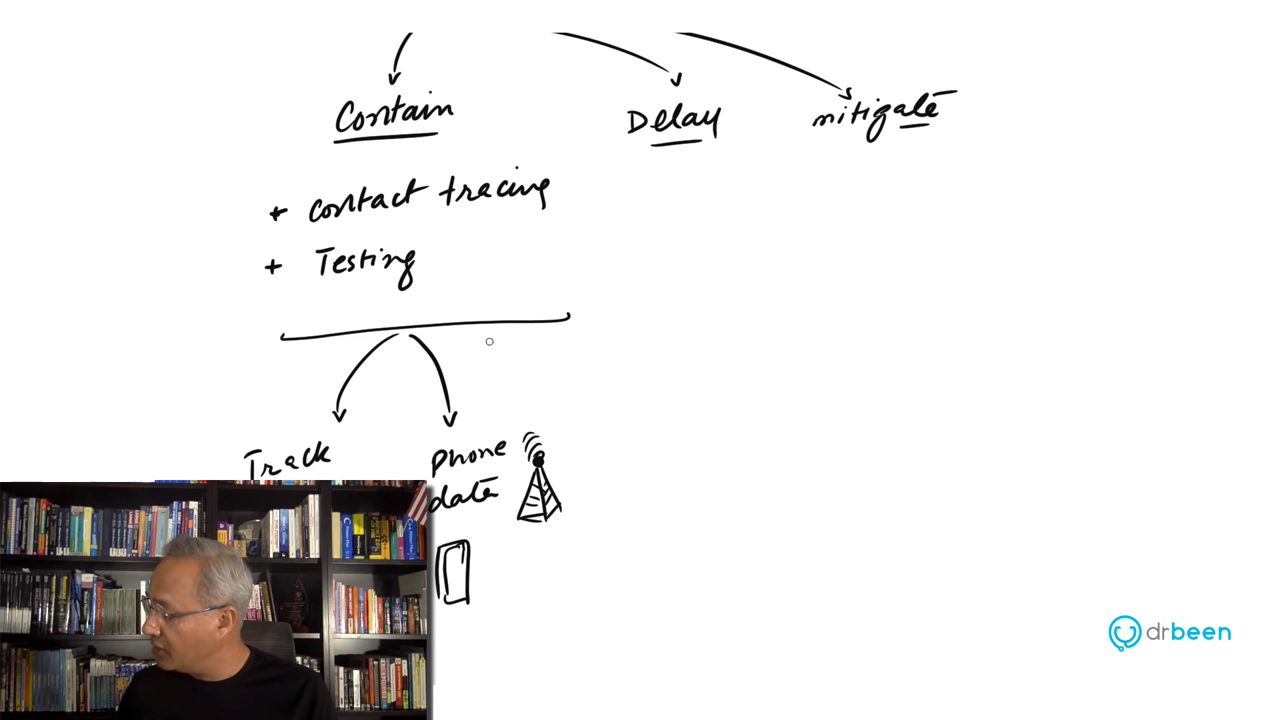 Contain Delay mitigate
+ contact tracing
+ Testing
Track phone
data
drbeen